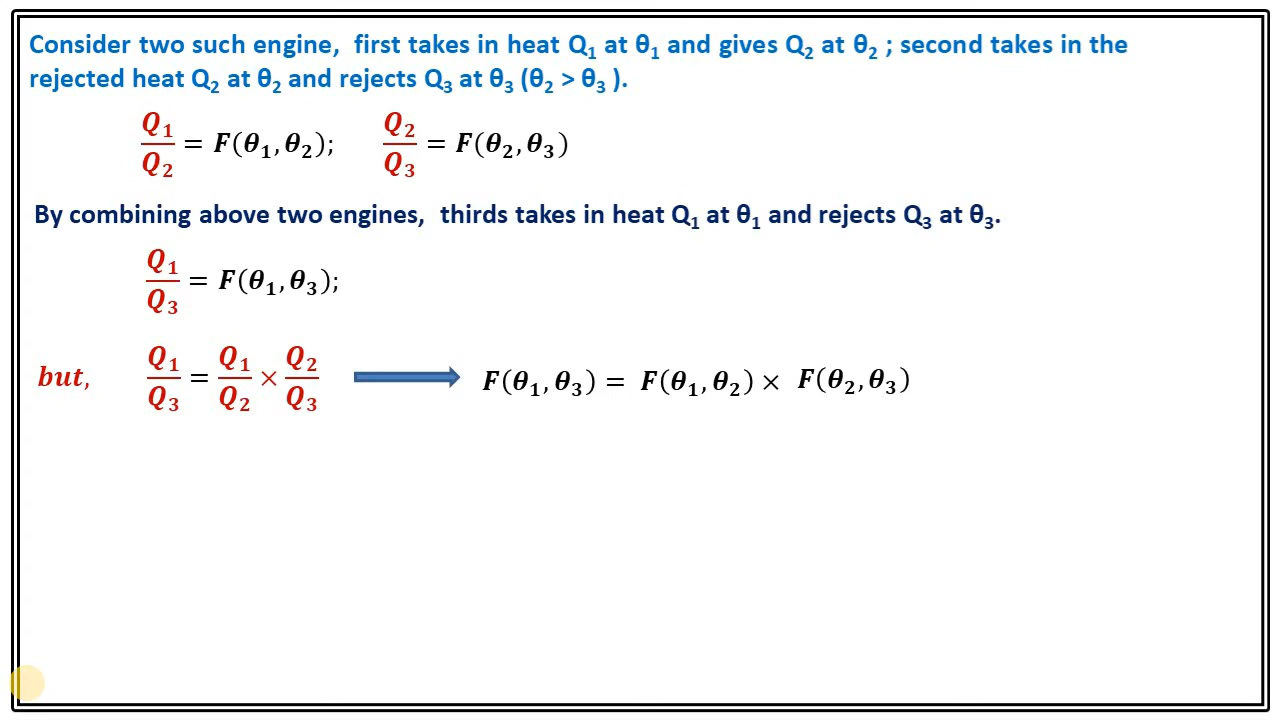 Consider two such engine, first takes in heat Q₁ at θ₁ and gives Q₂ at θ₂ ; second takes in the
rejected heat Q₂ at θ₂ and rejects Q₃ at θ₃ (θ₂ > θ₃ ).
Q₁/Q₂ = F(θ₁,θ₂); Q₂/Q₃ = F(θ₂,θ₃)
By combining above two engines, thirds takes in heat Q₁ at θ₁ and rejects Q₃ at θ₃.
Q₁/Q₃ = F(θ₁,θ₃);
but, Q₁/Q₃ = Q₁/Q₂ × Q₂/Q₃ F(θ₁,θ₃) = F(θ₁,θ₂) × F(θ₂,θ₃)